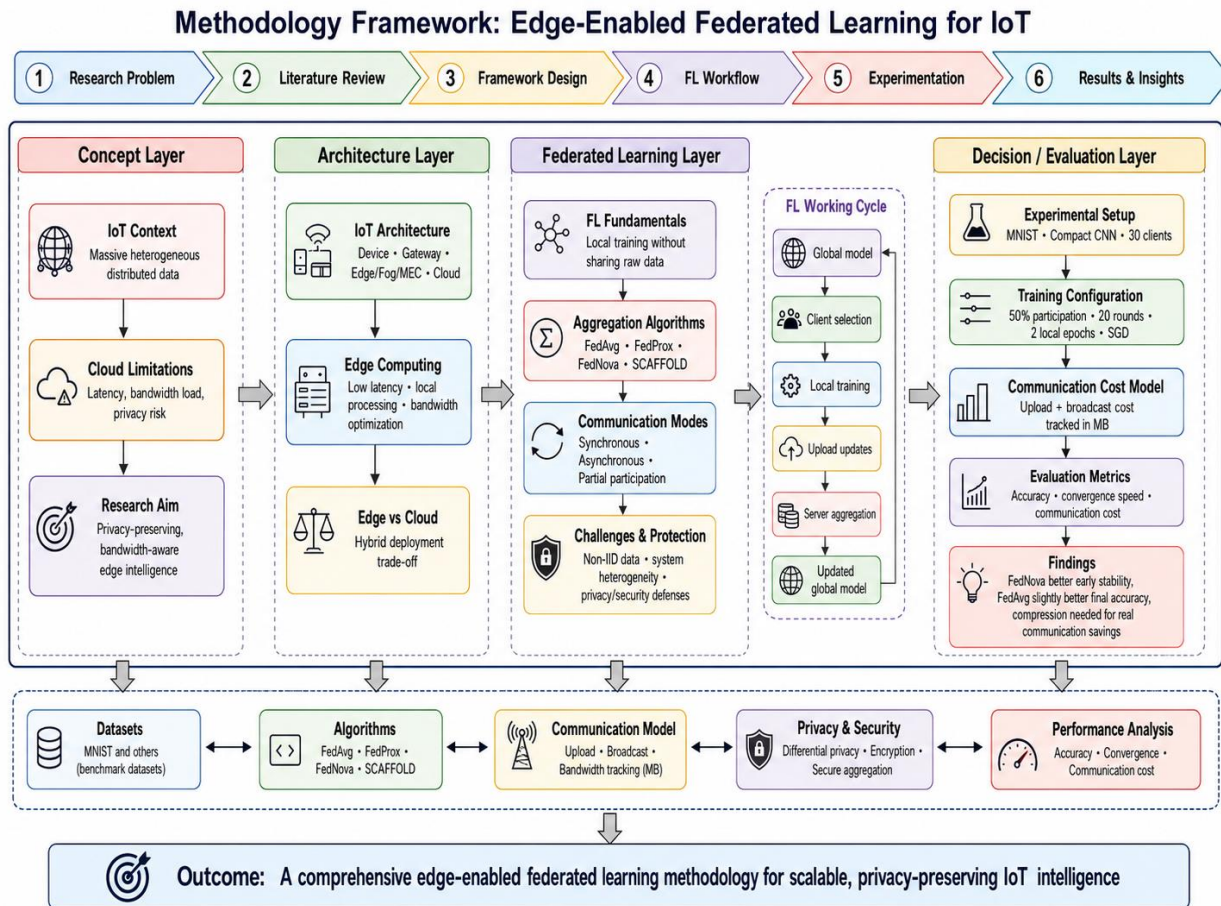 Methodology Framework: Edge-Enabled Federated Learning for IoT
1 Research Problem
2 Literature Review
3 Framework Design
4 FL Workflow
5 Experimentation
6 Results & Insights
Concept Layer
IoT Context
Massive heterogeneous
distributed data
Cloud Limitations
Latency, bandwidth load,
privacy risk
Research Aim
Privacy-preserving,
bandwidth-aware
edge intelligence
Architecture Layer
IoT Architecture
Device • Gateway •
Edge/Fog/MEC • Cloud
Edge Computing
Low latency • local
processing • bandwidth
optimization
Edge vs Cloud
Hybrid deployment
trade-off
Federated Learning Layer
FL Fundamentals
Local training without
sharing raw data
Σ
Aggregation Algorithms
FedAvg • FedProx •
FedNova • SCAFFOLD
Communication Modes
Synchronous •
Asynchronous •
Partial participation
Challenges & Protection
Non-IID data • system
heterogeneity •
privacy/security defenses
FL Working Cycle
Global model
Client selection
Local training
Upload updates
Server aggregation
Updated
global model
Decision / Evaluation Layer
Experimental Setup
MNIST • Compact CNN • 30 clients
Training Configuration
50% participation • 20 rounds •
2 local epochs • SGD
Communication Cost Model
Upload + broadcast cost
tracked in MB
Evaluation Metrics
Accuracy • convergence speed •
communication cost
Findings
FedNova better early stability,
FedAvg slightly better final accuracy,
compression needed for real
communication savings
Datasets
MNIST and others
(benchmark datasets)
Algorithms
FedAvg • FedProx •
FedNova • SCAFFOLD
Communication Model
Upload • Broadcast •
Bandwidth tracking (MB)
Privacy & Security
Differential privacy • Encryption •
Secure aggregation
Performance Analysis
Accuracy • Convergence •
Communication cost
Outcome: A comprehensive edge-enabled federated learning methodology for scalable, privacy-preserving IoT intelligence